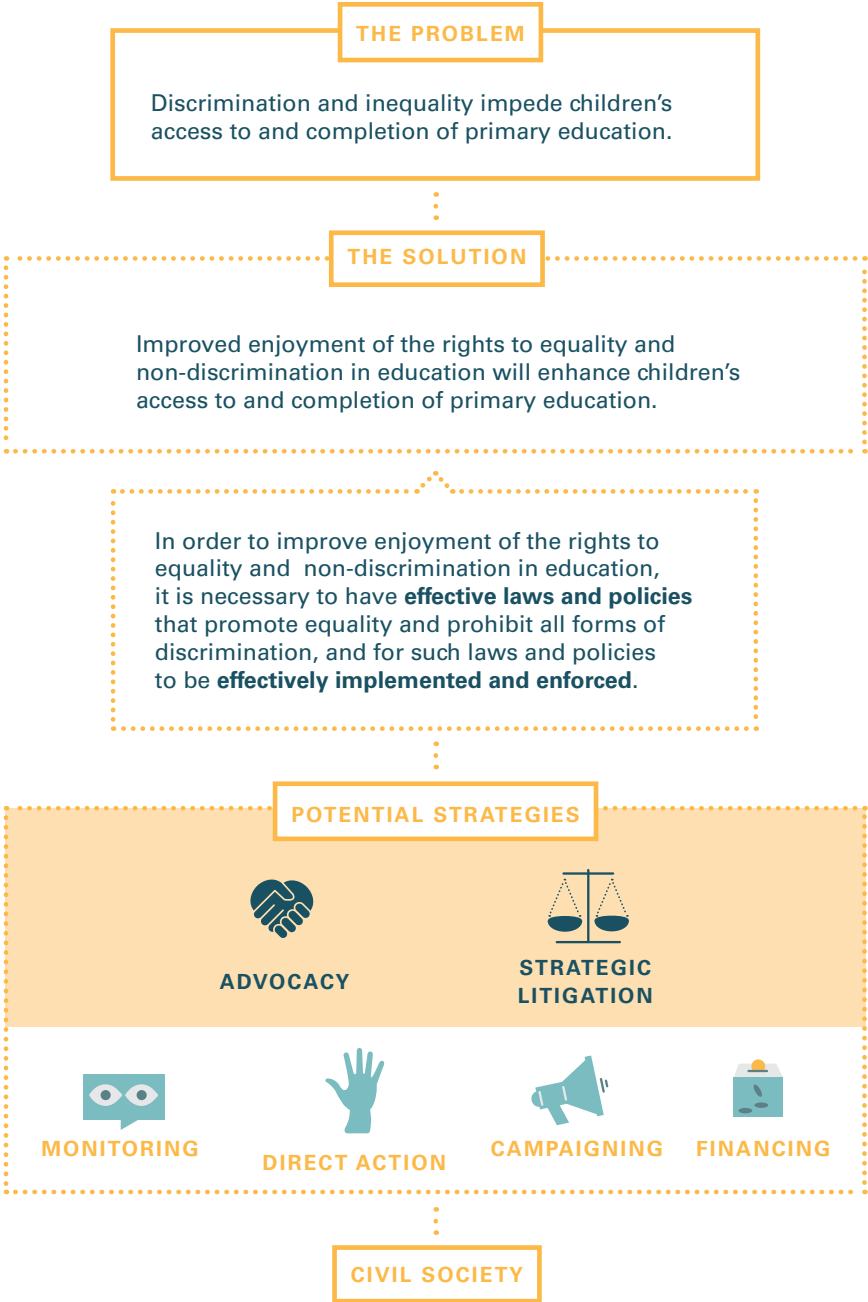 THE PROBLEM
Discrimination and inequality impede children’s
access to and completion of primary education.
THE SOLUTION
Improved enjoyment of the rights to equality and
non-discrimination in education will enhance children’s
access to and completion of primary education.
In order to improve enjoyment of the rights to
equality and  non-discrimination in education,
it is necessary to have effective laws and policies
that promote equality and prohibit all forms of
discrimination, and for such laws and policies
to be effectively implemented and enforced.
POTENTIAL STRATEGIES
ADVOCACY
STRATEGIC
LITIGATION
MONITORING
DIRECT ACTION
CAMPAIGNING
FINANCING
CIVIL SOCIETY